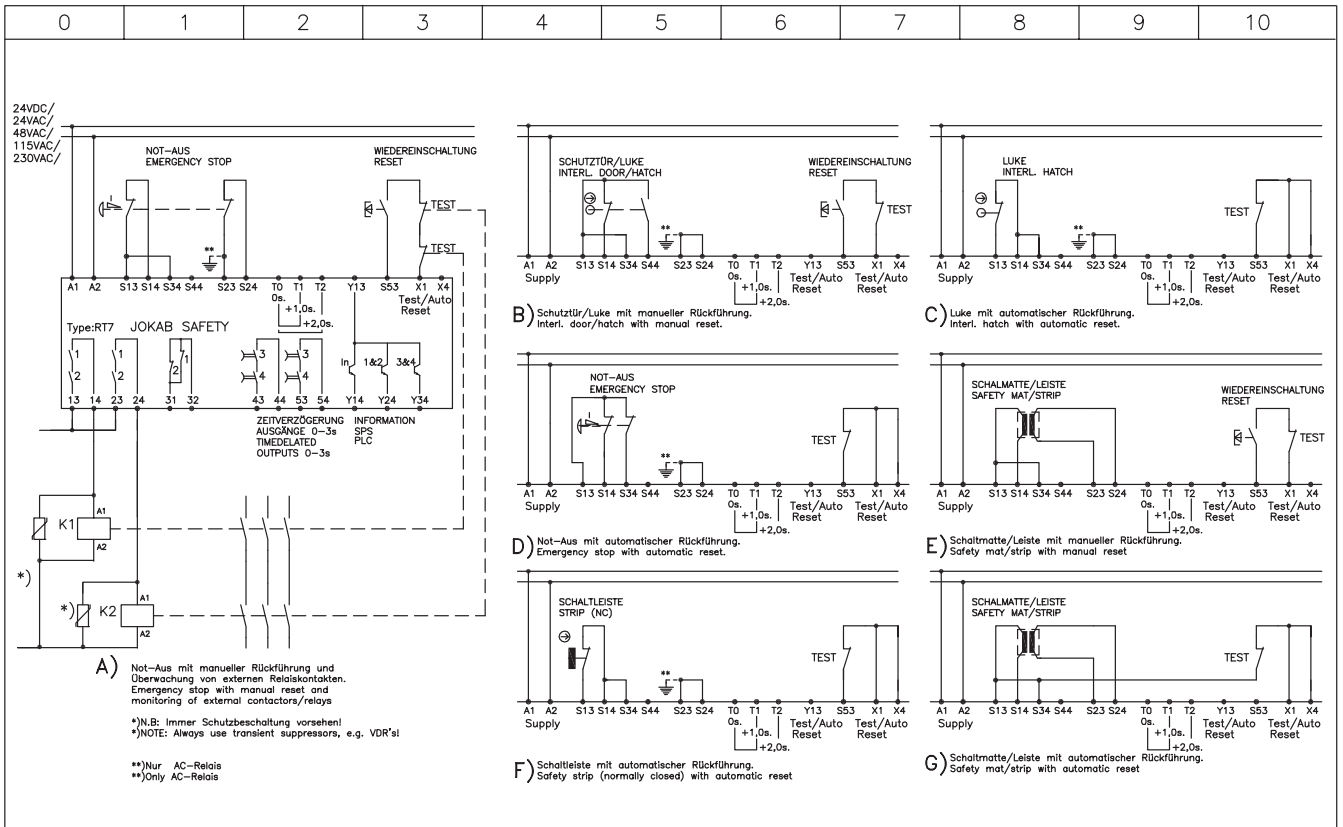 0 1 2 3 4 5 6 7 8 9 10
24VDC/
24VAC/
48VAC/
115VAC/
230VAC/
NOT-AUS
EMERGENCY STOP
WIEDEREINSCHALTUNG
RESET
TEST
TEST
**
A1 A2 S13 S14 S34 S44 S23 S24 T0 T1 T2 Y13 S53 X1 X4
0s.
+1,0s.
+2,0s.
Test/Auto
Reset
Type:RT7 JOKAB SAFETY
1 1 1 3 3 In 1&2 3&4
2 2 2 4 4
13 14 23 24 31 32 43 44 53 54 Y14 Y24 Y34
ZEITVERZÖGERUNG
AUSGÄNGE 0-3s
TIMEDELATED
OUTPUTS 0-3s
INFORMATION
SPS
PLC
K1
A1
A2
*)
*)
K2
A1
A2
A)
Not-Aus mit manueller Rückführung und
Überwachung von externen Relaiskontakten.
Emergency stop with manual reset and
monitoring of external contactors/relays
*)N.B: Immer Schutzbeschaltung vorsehen!
*)NOTE: Always use transient suppressors, e.g. VDR's!
**)Nur AC-Relais
**)Only AC-Relais
SCHUTZTÜR/LUKE
INTERL. DOOR/HATCH
WIEDEREINSCHALTUNG
RESET
TEST
**
A1 A2 S13 S14 S34 S44 S23 S24 T0 T1 T2 Y13 S53 X1 X4
Supply
0s.
+1,0s.
+2,0s.
Test/Auto
Reset
Test/Auto
Reset
B)
Schutztür/Luke mit manueller Rückführung.
Interl. door/hatch with manual reset.
LUKE
INTERL. HATCH
TEST
**
A1 A2 S13 S14 S34 S44 S23 S24 T0 T1 T2 Y13 S53 X1 X4
Supply
0s.
+1,0s.
+2,0s.
Test/Auto
Reset
Test/Auto
Reset
C)
Luke mit automatischer Rückführung.
Interl. hatch with automatic reset.
NOT-AUS
EMERGENCY STOP
TEST
**
A1 A2 S13 S14 S34 S44 S23 S24 T0 T1 T2 Y13 S53 X1 X4
Supply
0s.
+1,0s.
+2,0s.
Test/Auto
Reset
Test/Auto
Reset
D)
Not-Aus mit automatischer Rückführung.
Emergency stop with automatic reset.
SCHALMATTE/LEISTE
SAFETY MAT/STRIP
WIEDEREINSCHALTUNG
RESET
TEST
A1 A2 S13 S14 S34 S44 S23 S24 T0 T1 T2 Y13 S53 X1 X4
Supply
0s.
+1,0s.
+2,0s.
Test/Auto
Reset
Test/Auto
Reset
E)
Schaltmatte/Leiste mit manueller Rückführung.
Safety mat/strip with manual reset
SCHALTLEISTE
STRIP (NC)
TEST
**
A1 A2 S13 S14 S34 S44 S23 S24 T0 T1 T2 Y13 S53 X1 X4
Supply
0s.
+1,0s.
+2,0s.
Test/Auto
Reset
Test/Auto
Reset
F)
Schaltleiste mit automatischer Rückführung.
Safety strip (normally closed) with automatic reset
SCHALMATTE/LEISTE
SAFETY MAT/STRIP
TEST
A1 A2 S13 S14 S34 S44 S23 S24 T0 T1 T2 Y13 S53 X1 X4
Supply
0s.
+1,0s.
+2,0s.
Test/Auto
Reset
Test/Auto
Reset
G)
Schaltmatte/Leiste mit automatischer Rückführung.
Safety mat/strip with automatic reset